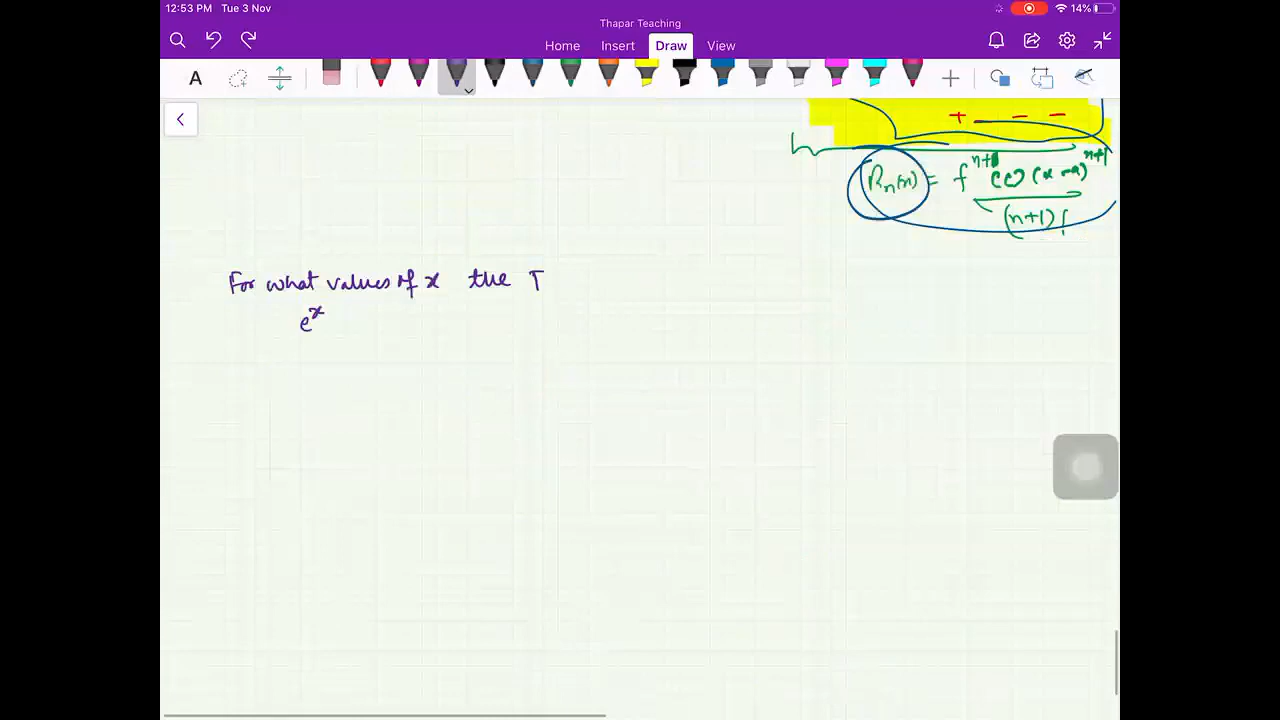 12:53 PM Tue 3 Nov
14%
Thapar Teaching
Home Insert Draw View
A
+ - -
Rn(x) = f^{n+1}(c) (x-a)^{n+1}
(n+1)!
For what values of x the T
e^x